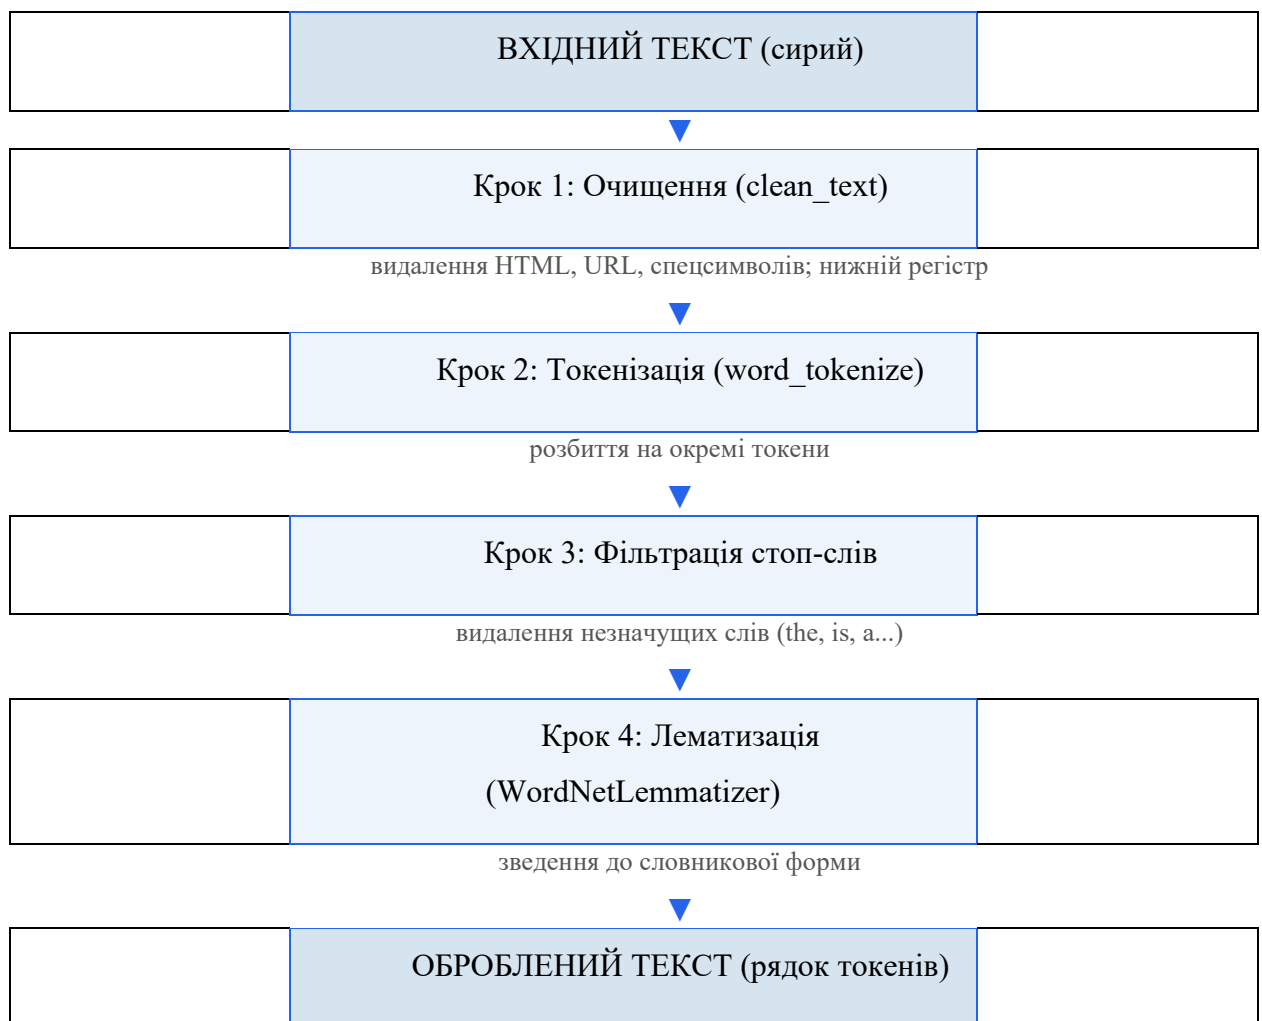 ВХІДНИЙ ТЕКСТ (сирий)
Крок 1: Очищення (clean_text)
видалення HTML, URL, спецсимволів; нижній регістр
Крок 2: Токенізація (word_tokenize)
розбиття на окремі токени
Крок 3: Фільтрація стоп-слів
видалення незначущих слів (the, is, a...)
Крок 4: Лематизація
(WordNetLemmatizer)
зведення до словникової форми
ОБРОБЛЕНИЙ ТЕКСТ (рядок токенів)